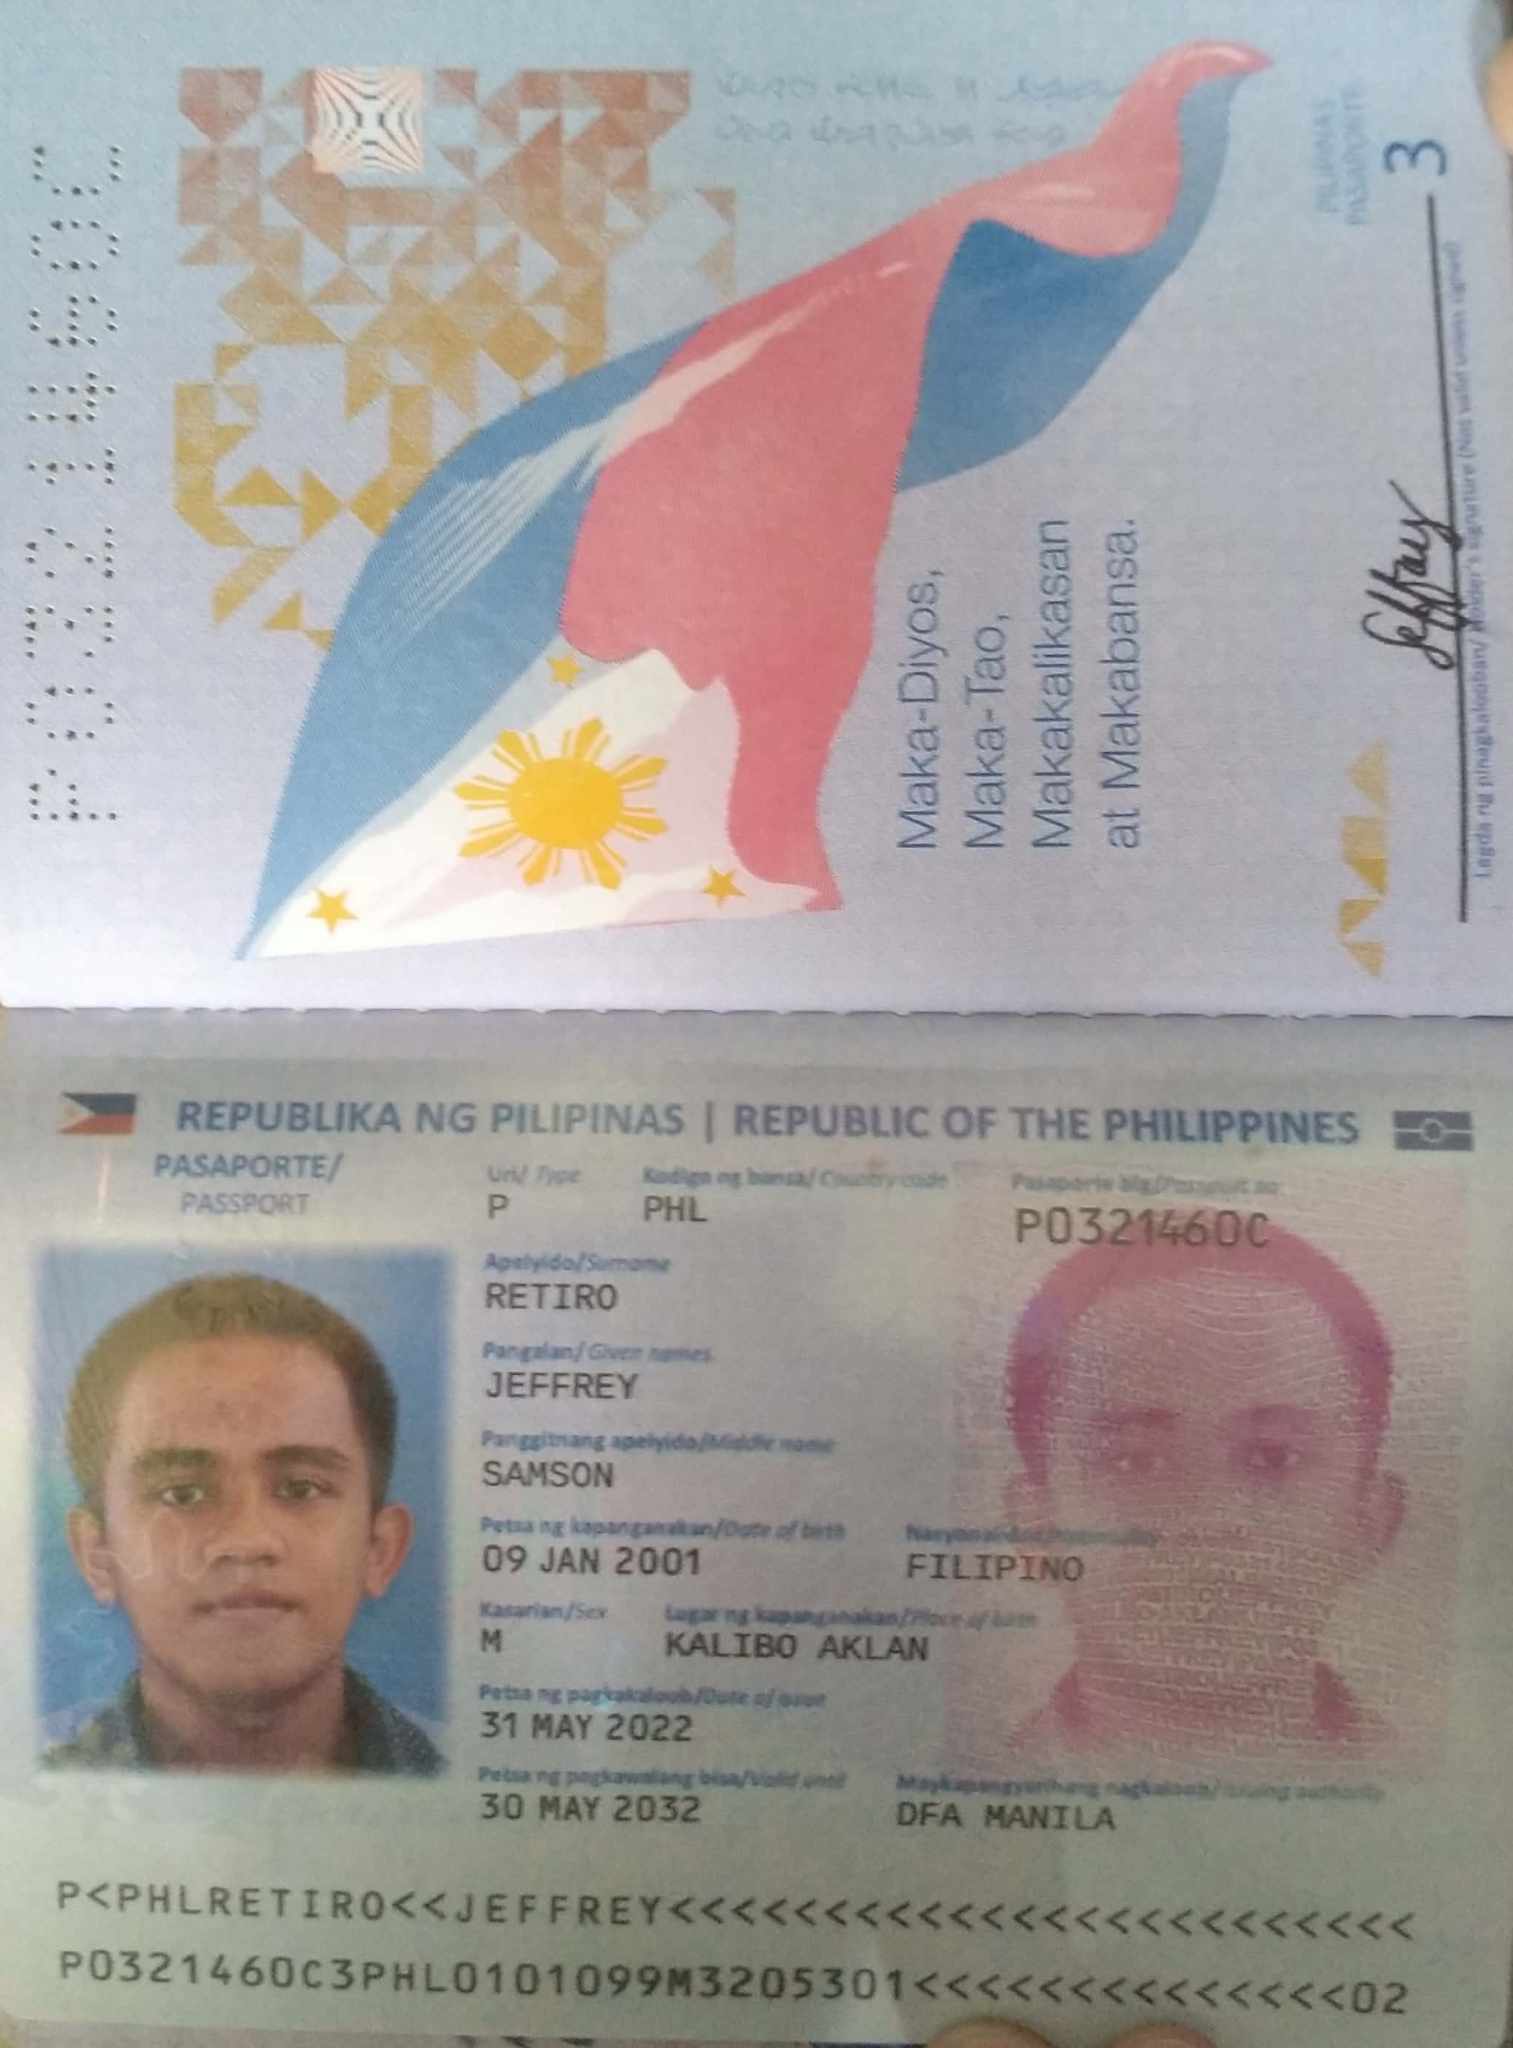 P0321460C
PILIPINAS
PASAPORTE
3
Maka-Diyos,
Maka-Tao,
Makakalikasan
at Makabansa.
Jeffrey
Lagda ng pinagkalooban/ Holder's signature (Not valid unless signed)
REPUBLIKA NG PILIPINAS | REPUBLIC OF THE PHILIPPINES
PASAPORTE/
PASSPORT
Uri/ Type
P
Kodigo ng bansa/ Country code
PHL
Pasaporte blg/Passport no
P0321460C
Apelyido/Surname
RETIRO
Pangalan/ Given names
JEFFREY
Panggitnang apelyido/Middle name
SAMSON
Petsa ng kapanganakan/Date of birth
09 JAN 2001
Nasyonalidad/Nationality
FILIPINO
Kasarian/Sex
M
Lugar ng kapanganakan/Place of birth
KALIBO AKLAN
Petsa ng pagkakaloob/Date of issue
31 MAY 2022
Petsa ng pagkawalang bisa/Valid until
30 MAY 2032
Maykapangyarihang nagkaloob/ Issuing authority
DFA MANILA
P<PHLRETIRO<<JEFFREY<<<<<<<<<<<<<<<<<<<<<<<<
P0321460C3PHL0101099M3205301<<<<<<<<<<<<<<02